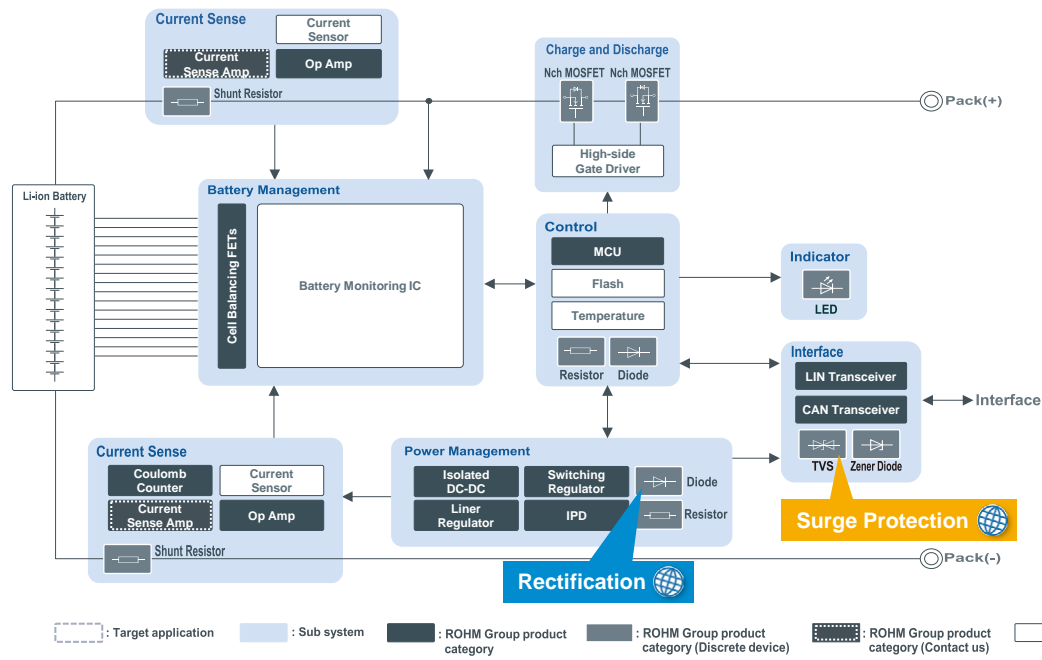 Current Sense
Current
Sensor
Current
Sense Amp
Op Amp
Shunt Resistor
Charge and Discharge
Nch MOSFET
Nch MOSFET
High-side
Gate Driver
Pack(+)
Li-ion Battery
Battery Management
Cell Balancing FETs
Battery Monitoring IC
Control
MCU
Flash
Temperature
Resistor
Diode
Indicator
LED
Interface
LIN Transceiver
CAN Transceiver
TVS
Zener Diode
Interface
Surge Protection
Current Sense
Coulomb
Counter
Current
Sensor
Current
Sense Amp
Op Amp
Shunt Resistor
Power Management
Isolated
DC-DC
Switching
Regulator
Diode
Liner
Regulator
IPD
Resistor
Rectification
Pack(-)
: Target application
: Sub system
: ROHM Group product
category
: ROHM Group product
category (Discrete device)
: ROHM Group product
category (Contact us)